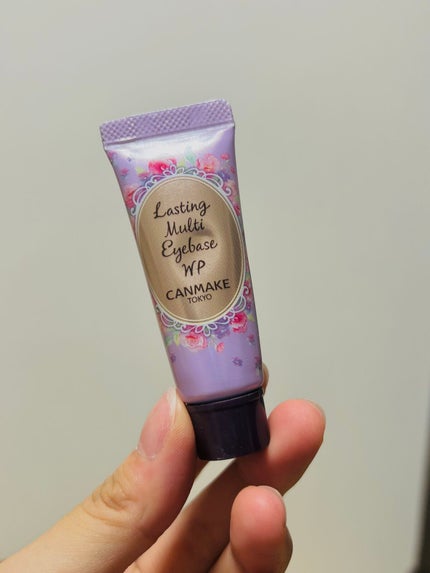 Lasting
Multi
Eyebase
WP
CANMAKE
TOKYO